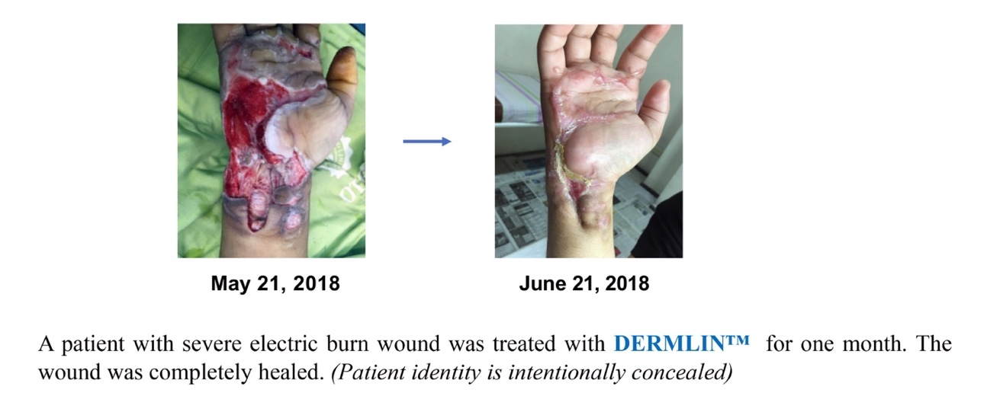 May 21, 2018
June 21, 2018
A patient with severe electric burn wound was treated with DERMLIN™ for one month. The
wound was completely healed. (Patient identity is intentionally concealed)